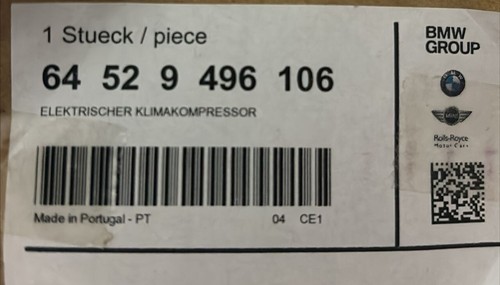 1 Stueck / piece
64 52 9 496 106
ELEKTRISCHER KLIMAKOMPRESSOR
Made in Portugal - PT
04 CE1
BMW
GROUP
Rolls-Royce
Motor Cars